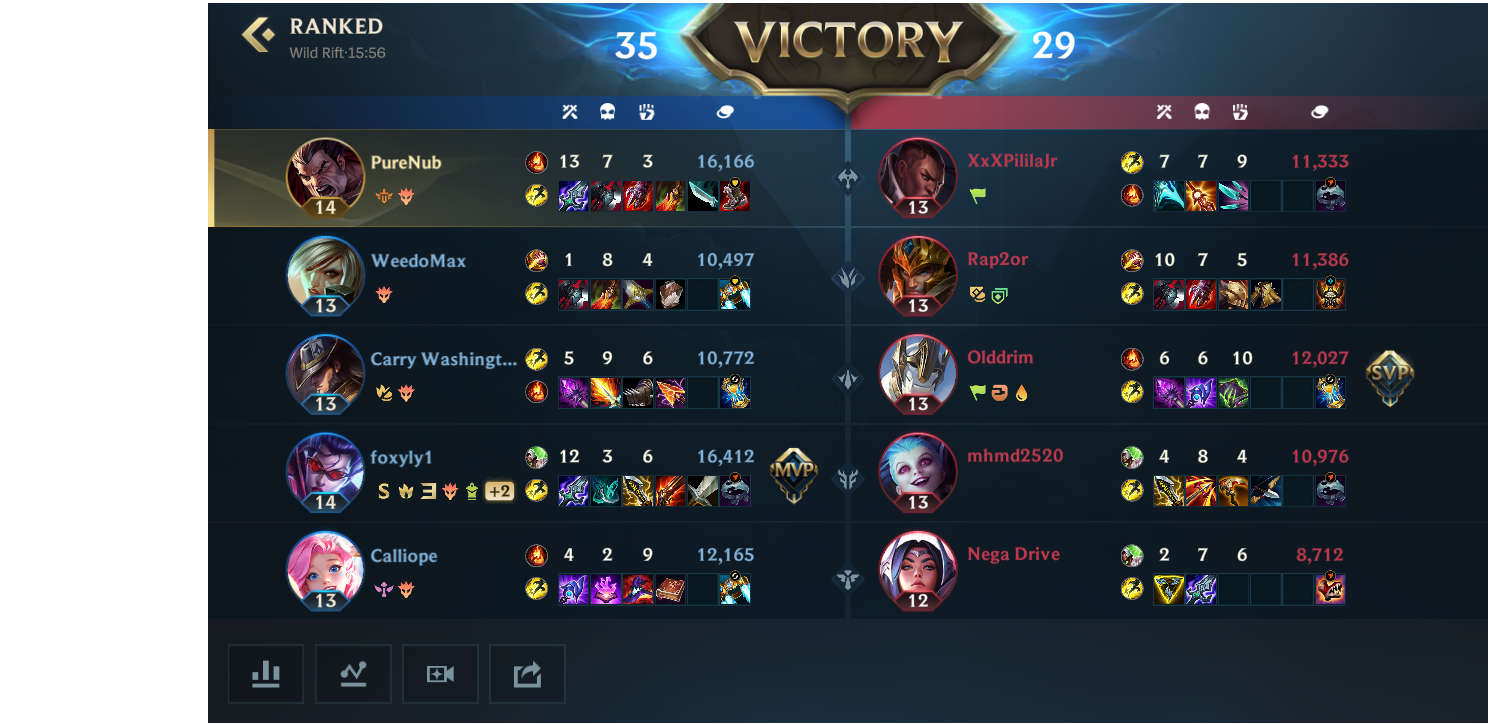 RANKED
Wild Rift·15:56
35
VICTORY
29
PureNub
14
13 7 3 16,166
XxXPililaJr
13
7 7 9 11,333
WeedoMax
13
1 8 4 10,497
Rap2or
13
10 7 5 11,386
Carry Washingt...
13
5 9 6 10,772
Olddrim
13
6 6 10 12,027
SVP
foxyly1
S +2
14
12 3 6 16,412
MVP
mhmd2520
13
4 8 4 10,976
Calliope
13
4 2 9 12,165
Nega Drive
12
2 7 6 8,712